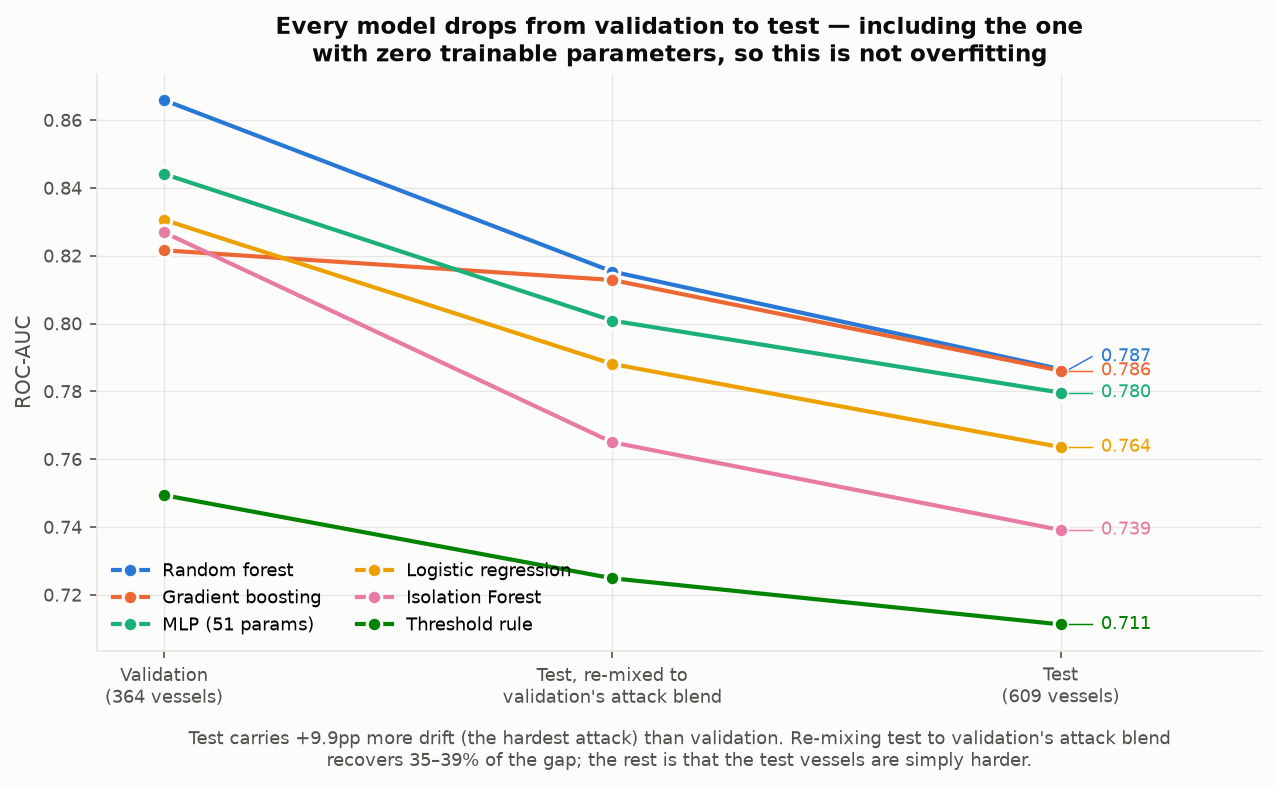 Every model drops from validation to test — including the one
with zero trainable parameters, so this is not overfitting
ROC-AUC
0.86
0.84
0.82
0.80
0.78
0.76
0.74
0.72
0.787
0.786
0.780
0.764
0.739
0.711
Random forest
Gradient boosting
MLP (51 params)
Logistic regression
Isolation Forest
Threshold rule
Validation
(364 vessels)
Test, re-mixed to
validation's attack blend
Test
(609 vessels)
Test carries +9.9pp more drift (the hardest attack) than validation. Re-mixing test to validation's attack blend
recovers 35–39% of the gap; the rest is that the test vessels are simply harder.